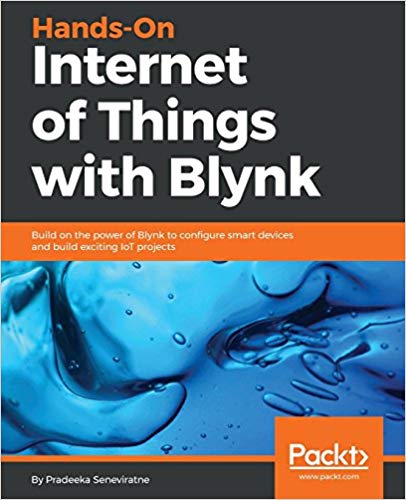 Hands-On
Internet
of Things
with Blynk
Build on the power of Blynk to configure smart devices
and build exciting IoT projects
By Pradeeka Seneviratne
Packt>
www.packt.com